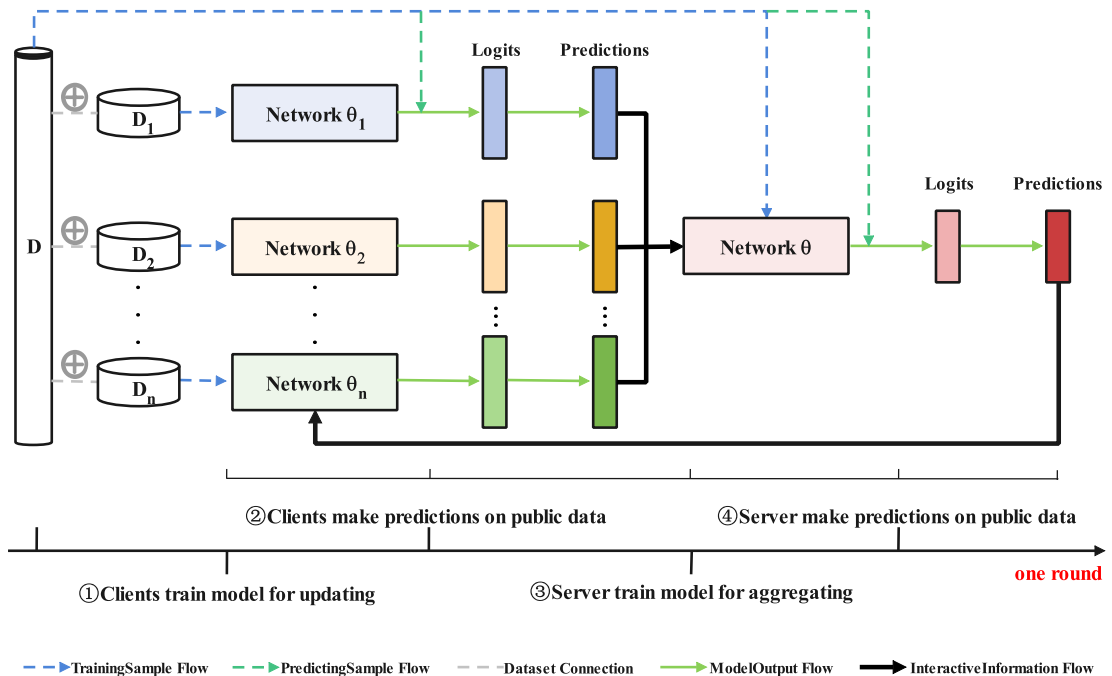 Logits
Predictions
D
D1
Network θ1
D2
Network θ2
Network θ
Logits
Predictions
Dn
Network θn
②Clients make predictions on public data
④Server make predictions on public data
one round
①Clients train model for updating
③Server train model for aggregating
TrainingSample Flow
PredictingSample Flow
Dataset Connection
ModelOutput Flow
InteractiveInformation Flow